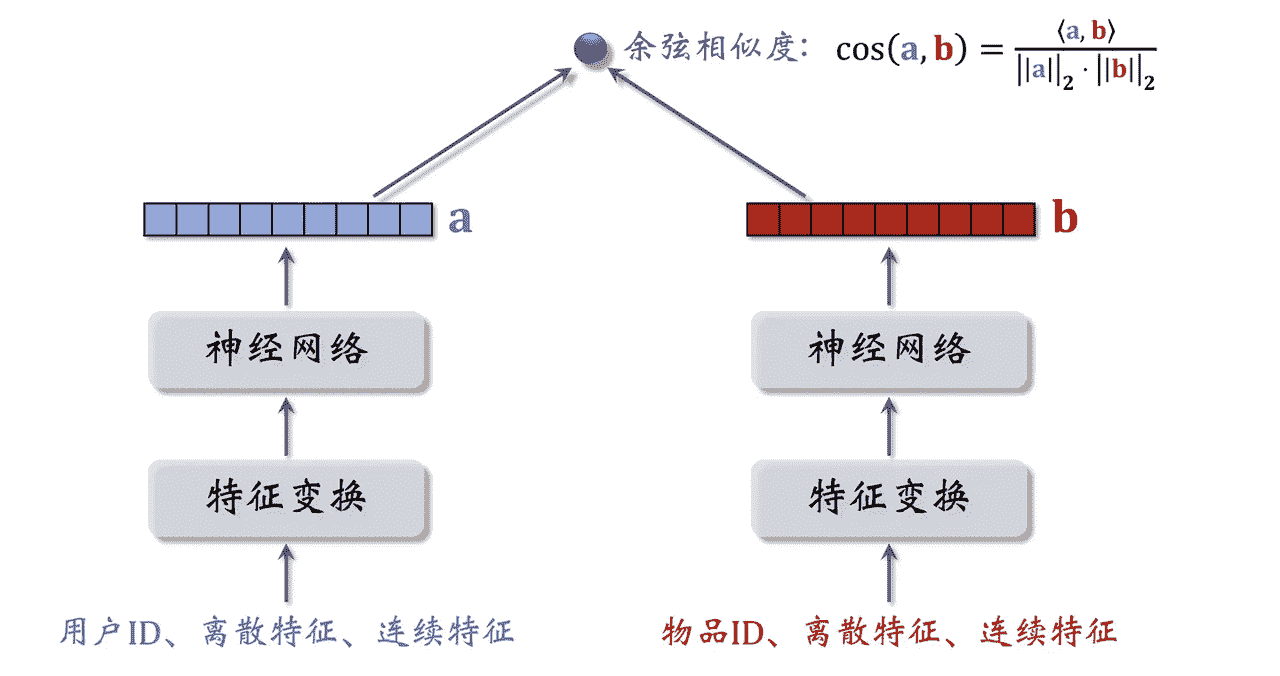 余弦相似度: cos(a, b) = ⟨a, b⟩ / ||a||₂ · ||b||₂
a
b
神经网络
神经网络
特征变换
特征变换
用户ID、离散特征、连续特征
物品ID、离散特征、连续特征